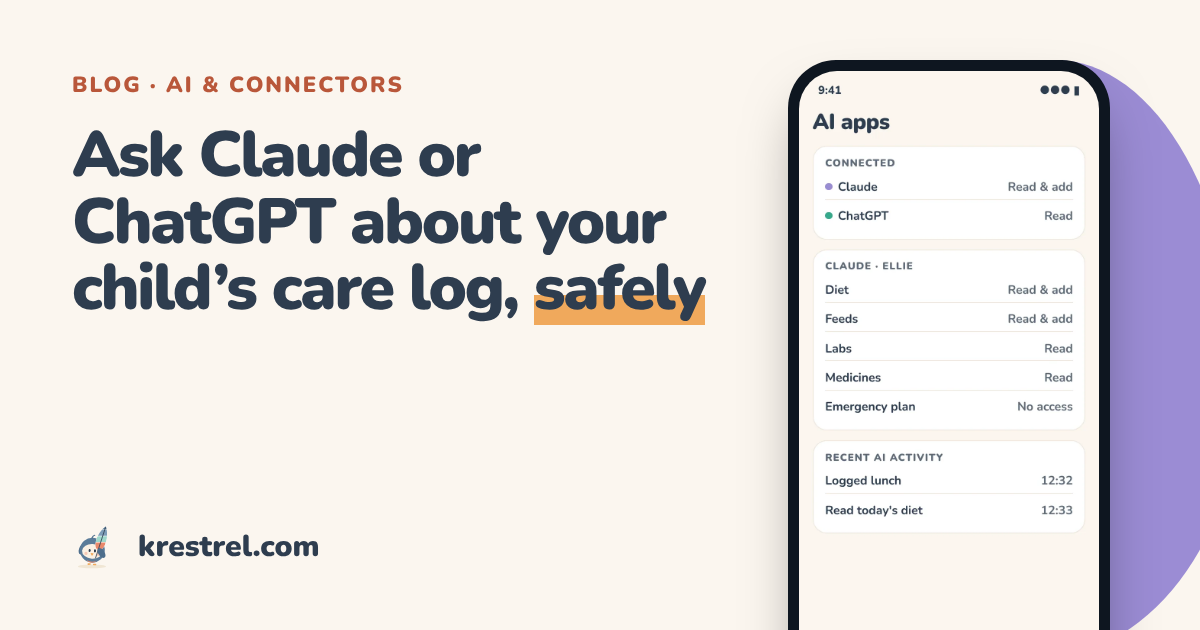 BLOG · AI & CONNECTORS
Ask Claude or
ChatGPT about your
child’s care log, safely
krestrel.com
9:41
AI apps
CONNECTED
Claude Read & add
ChatGPT Read
CLAUDE · ELLIE
Diet Read & add
Feeds Read & add
Labs Read
Medicines Read
Emergency plan No access
RECENT AI ACTIVITY
Logged lunch 12:32
Read today's diet 12:33